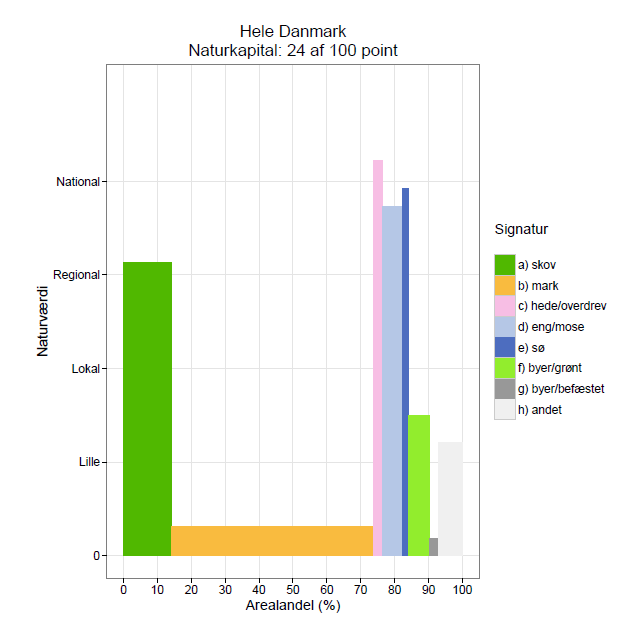 Hele Danmark
Naturkapital: 24 af 100 point
Naturværdi
National
Regional
Lokal
Lille
0
0 10 20 30 40 50 60 70 80 90 100
Arealandel (%)
Signatur
a) skov
b) mark
c) hede/overdrev
d) eng/mose
e) sø
f) byer/grønt
g) byer/befæstet
h) andet